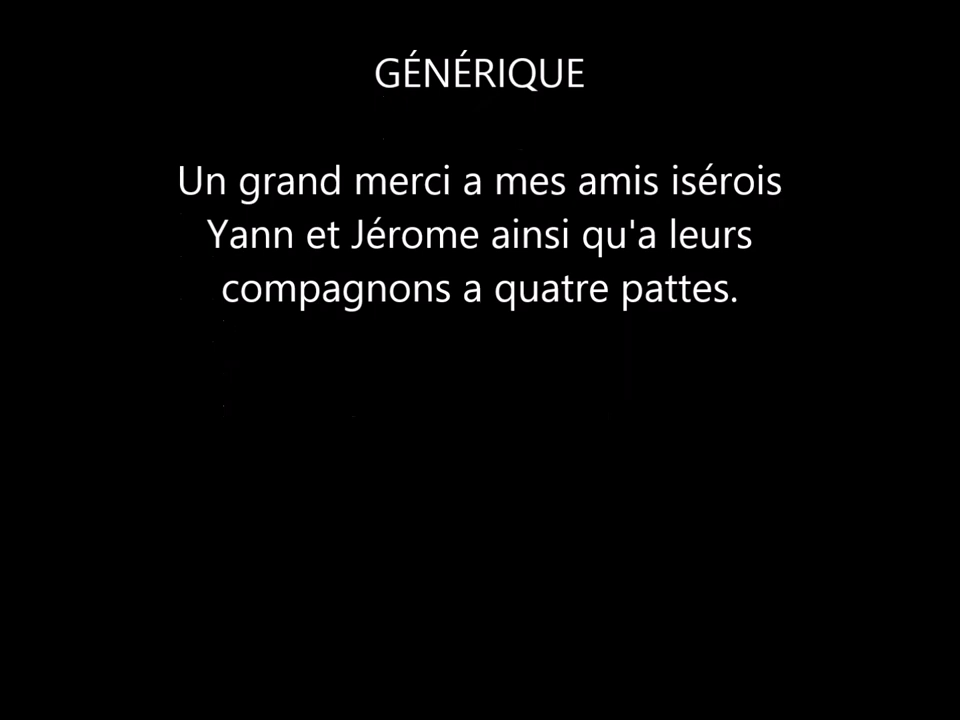 GÉNÉRIQUE
Un grand merci a mes amis isérois
Yann et Jérome ainsi qu'a leurs
compagnons a quatre pattes.